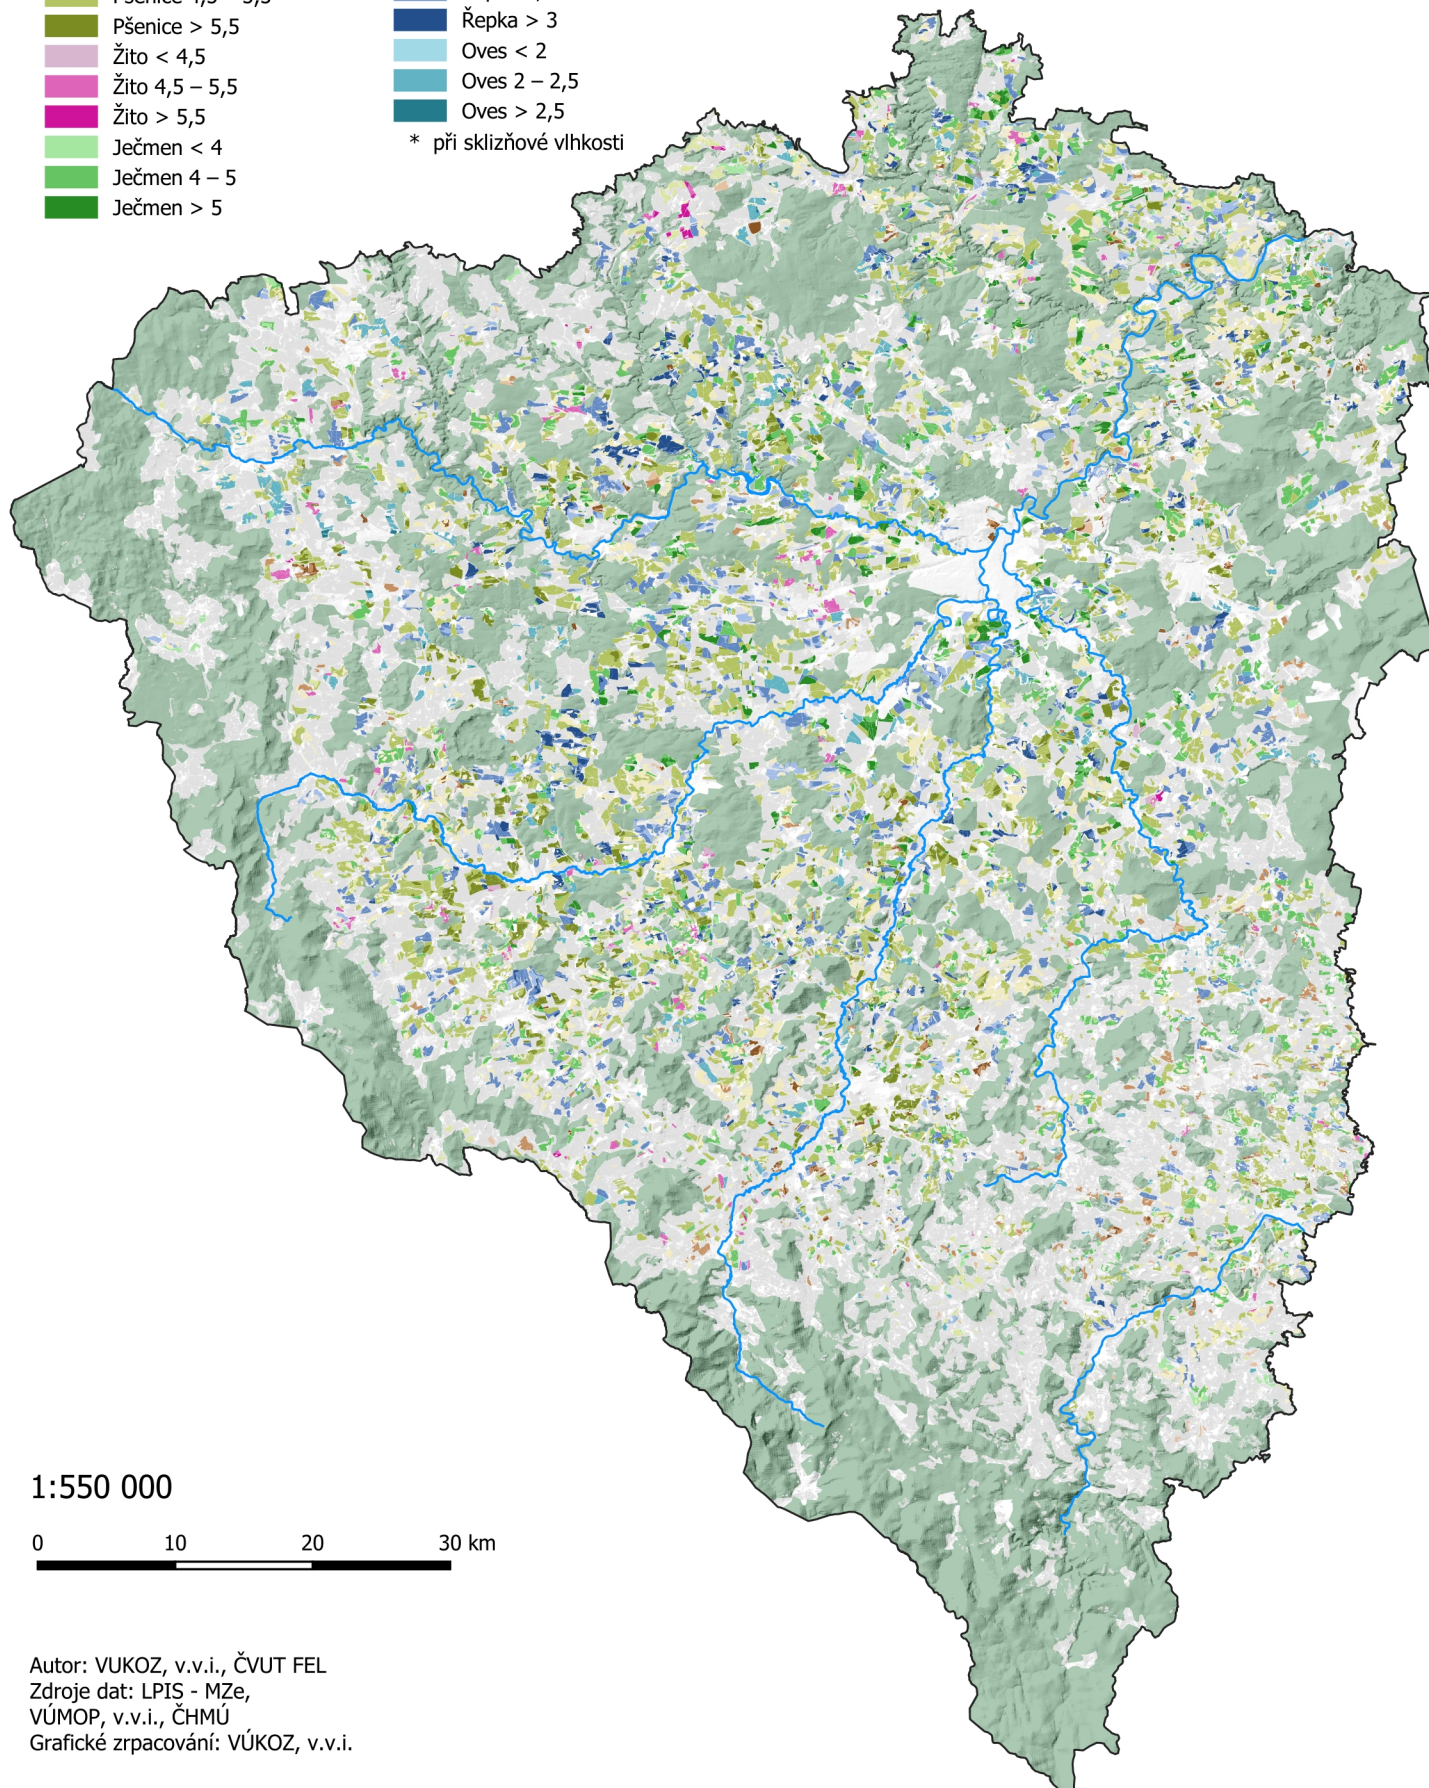 Pšenice > 5,5
Žito < 4,5
Žito 4,5 – 5,5
Žito > 5,5
Ječmen < 4
Ječmen 4 – 5
Ječmen > 5
Řepka > 3
Oves < 2
Oves 2 – 2,5
Oves > 2,5
* při sklizňové vlhkosti
1:550 000
0 10 20 30 km
Autor: VUKOZ, v.v.i., ČVUT FEL
Zdroje dat: LPIS - MZe,
VÚMOP, v.v.i., ČHMÚ
Grafické zrpacování: VÚKOZ, v.v.i.